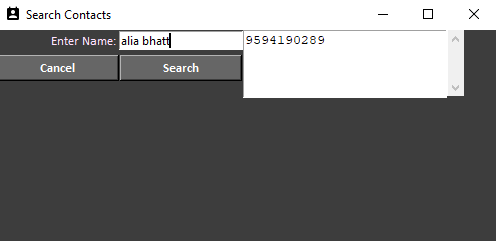 Search Contacts
Enter Name: alia bhatt 9594190289
Cancel Search